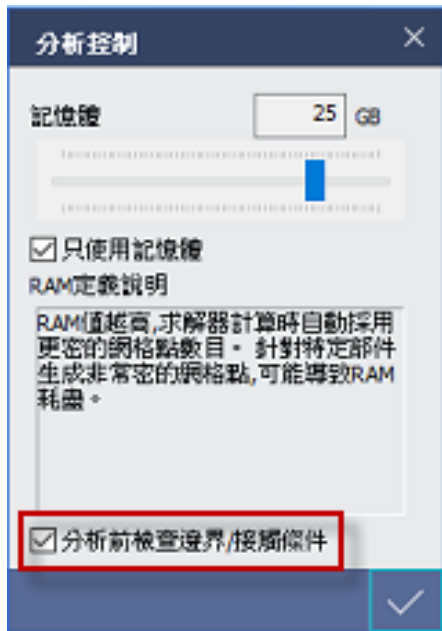 分析控制
記憶體 25 GB
只使用記憶體
RAM定義說明
RAM值越高,求解器計算時自動採用
更密的網格點數目。 針對特定部件
生成非常密的網格點,可能導致RAM
耗盡。
分析前檢查邊界/接觸條件